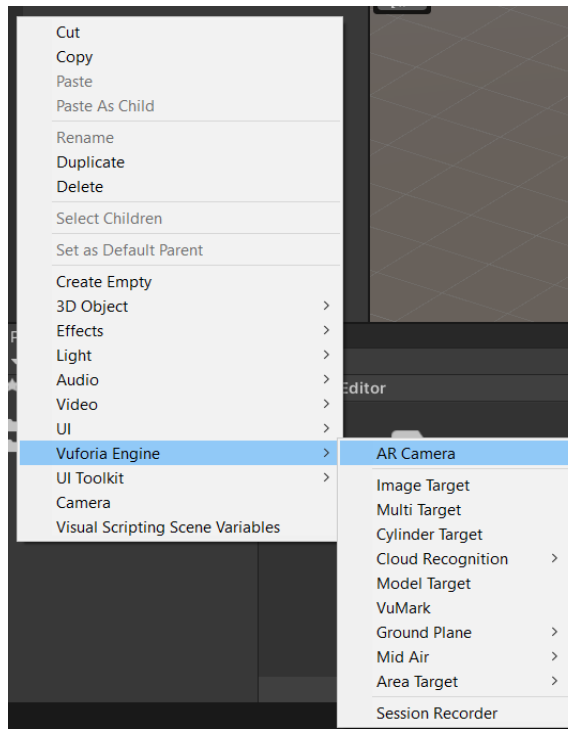 Cut
Copy
Paste
Paste As Child
Rename
Duplicate
Delete
Select Children
Set as Default Parent
Create Empty
3D Object
Effects
Light
Audio
Video
UI
Vuforia Engine
UI Toolkit
Camera
Visual Scripting Scene Variables
Editor
AR Camera
Image Target
Multi Target
Cylinder Target
Cloud Recognition
Model Target
VuMark
Ground Plane
Mid Air
Area Target
Session Recorder